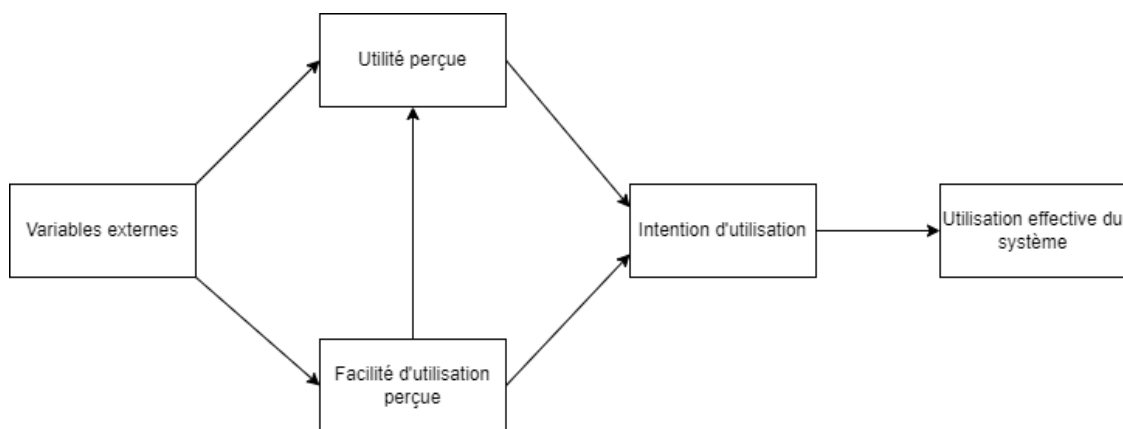 Utilité perçue
Variables externes
Intention d'utilisation
Utilisation effective du
système
Facilité d'utilisation
perçue